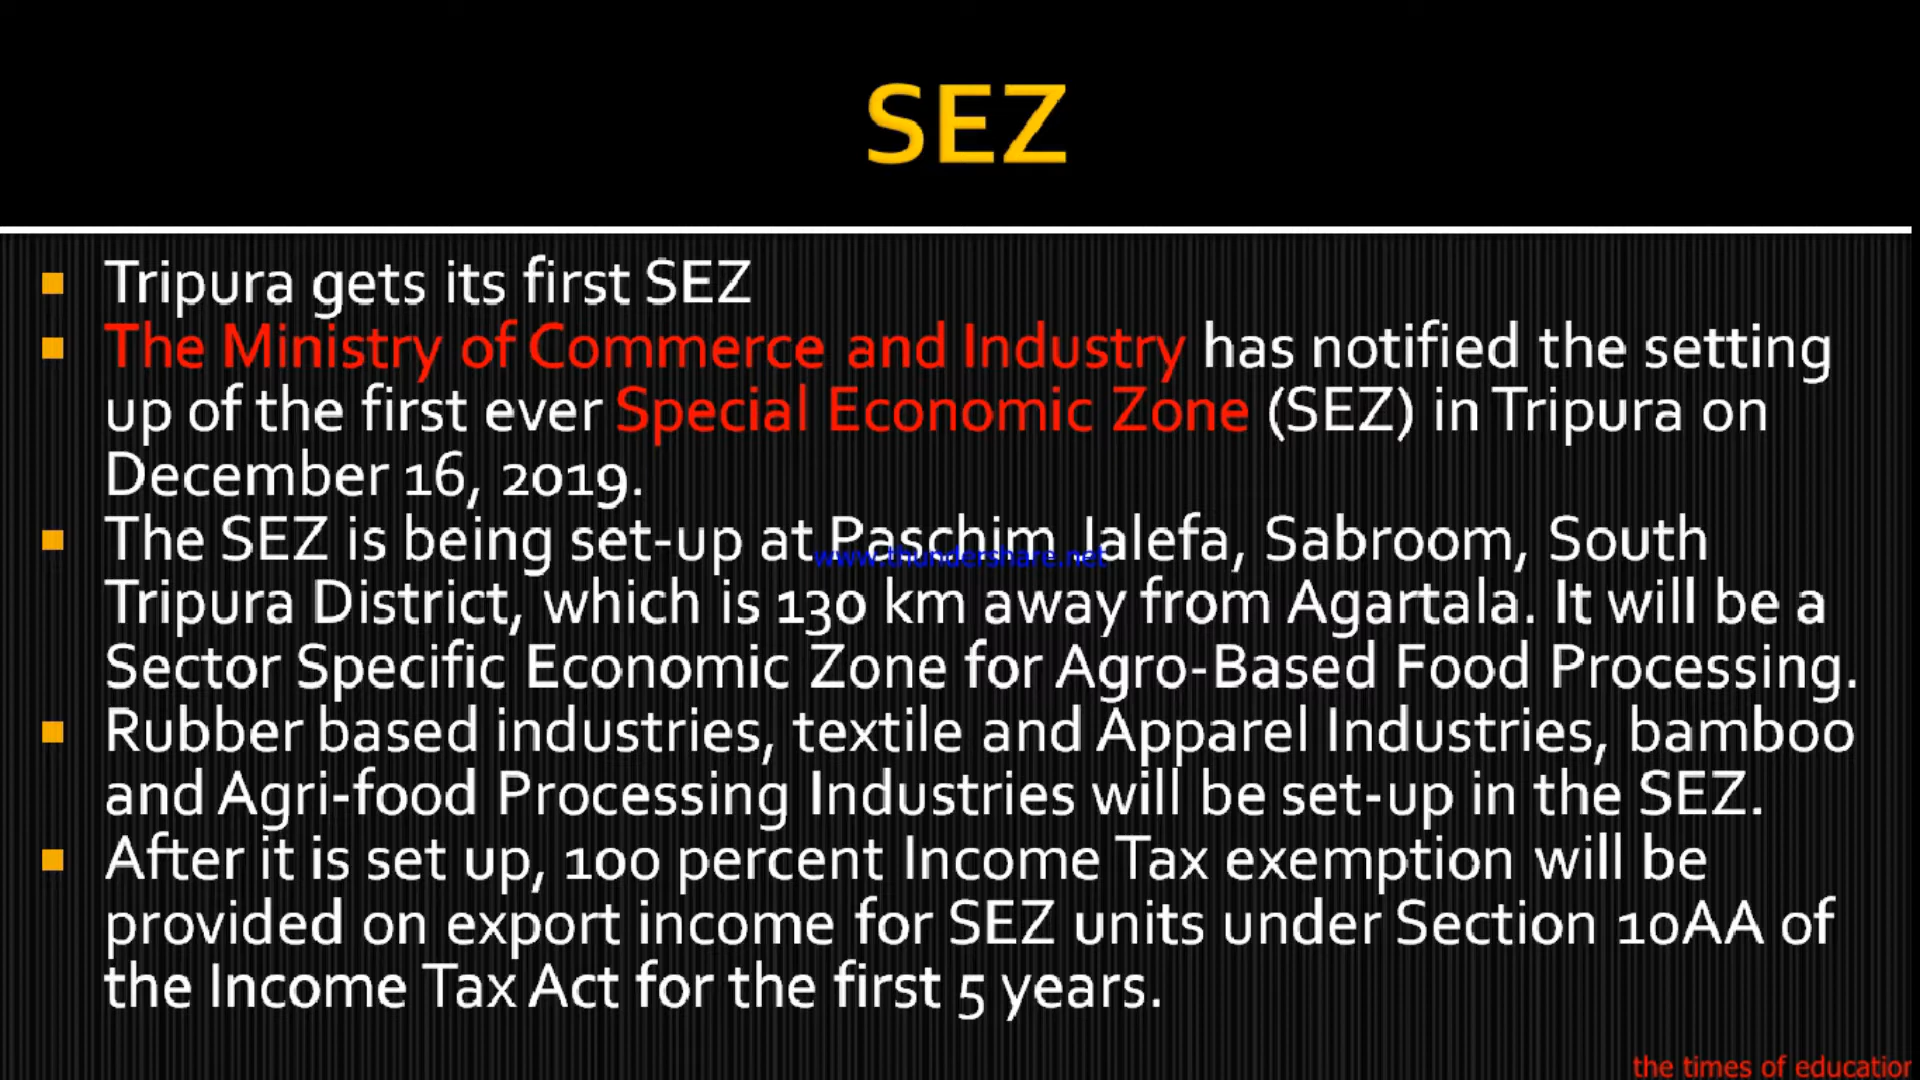 SEZ
Tripura gets its first SEZ
The Ministry of Commerce and Industry has notified the setting
up of the first ever Special Economic Zone (SEZ) in Tripura on
December 16, 2019.
The SEZ is being set-up at Paschim Jalefa, Sabroom, South
www.thundershare.net
Tripura District, which is 130 km away from Agartala. It will be a
Sector Specific Economic Zone for Agro-Based Food Processing.
Rubber based industries, textile and Apparel Industries, bamboo
and Agri-food Processing Industries will be set-up in the SEZ.
After it is set up, 100 percent Income Tax exemption will be
provided on export income for SEZ units under Section 10AA of
the Income Tax Act for the first 5 years.
the times of education